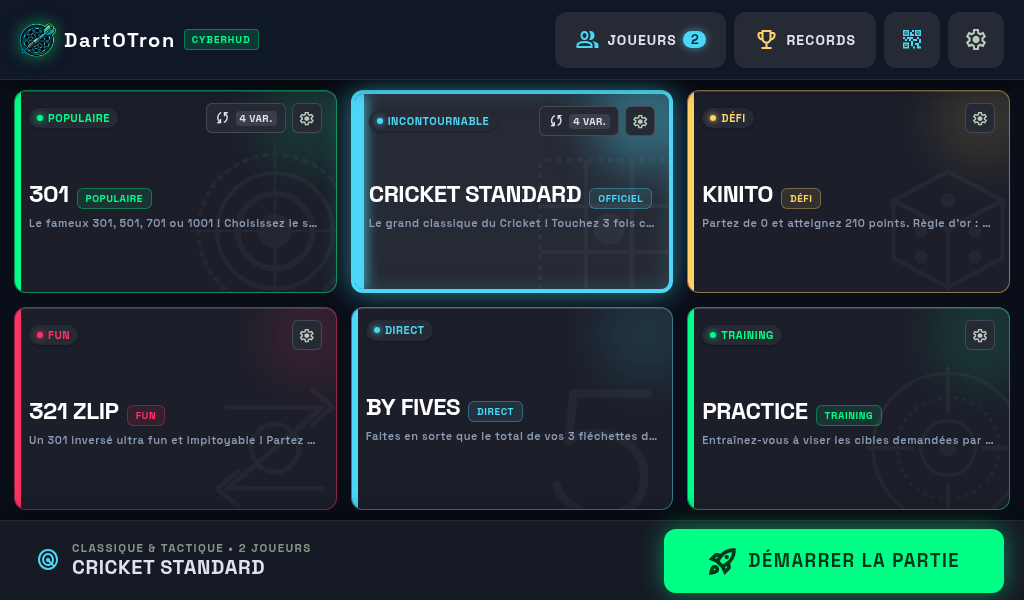 DartOTron
CYBERHUD
JOUEURS 2
RECORDS
POPULAIRE
4 VAR.
301
POPULAIRE
Le fameux 301, 501, 701 ou 1001 ! Choisissez le s...
INCONTOURNABLE
4 VAR.
CRICKET STANDARD
OFFICIEL
Le grand classique du Cricket ! Touchez 3 fois c...
DÉFI
KINITO
DÉFI
Partez de 0 et atteignez 210 points. Règle d'or : ...
FUN
321 ZLIP
FUN
Un 301 inversé ultra fun et impitoyable ! Partez ...
DIRECT
BY FIVES
DIRECT
Faites en sorte que le total de vos 3 fléchettes d...
TRAINING
PRACTICE
TRAINING
Entraînez-vous à viser les cibles demandées par ...
CLASSIQUE & TACTIQUE • 2 JOUEURS
CRICKET STANDARD
DÉMARRER LA PARTIE